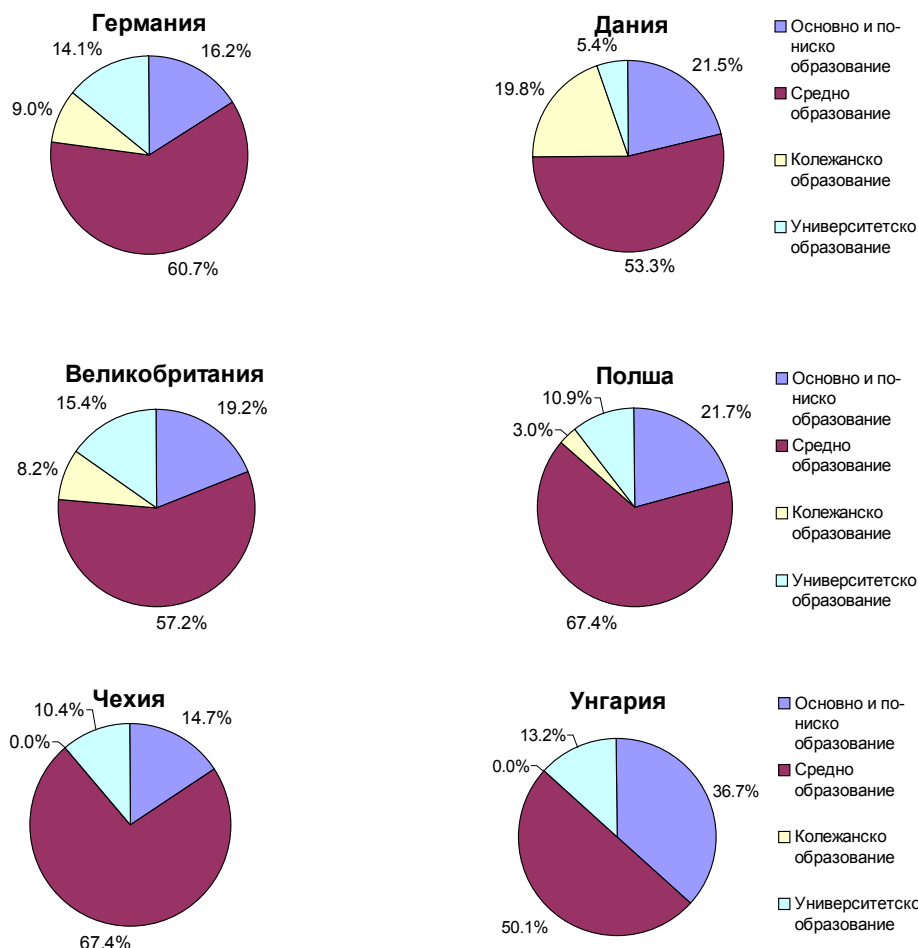 Германия
14.1%
16.2%
9.0%
60.7%
Дания
5.4%
21.5%
19.8%
53.3%
Основно и по-
ниско
образование
Средно
образование
Колежанско
образование
Университетско
образование
Великобритания
15.4%
19.2%
8.2%
57.2%
Полша
10.9%
21.7%
3.0%
67.4%
Основно и по-
ниско
образование
Средно
образование
Колежанско
образование
Университетско
образование
Чехия
10.4%
14.7%
0.0%
67.4%
Унгария
13.2%
0.0%
36.7%
50.1%
Основно и по-
ниско
образование
Средно
образование
Колежанско
образование
Университетско
образование